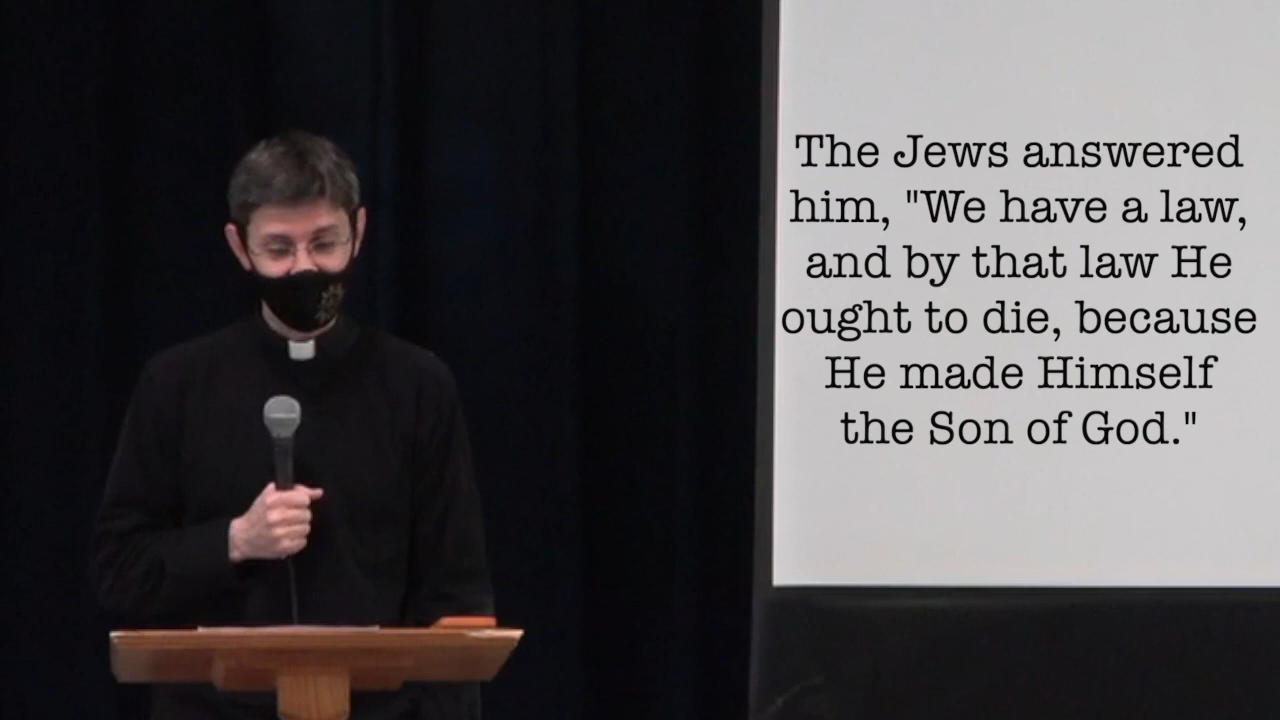 The Jews answered
him, "We have a law,
and by that law He
ought to die, because
He made Himself
the Son of God."